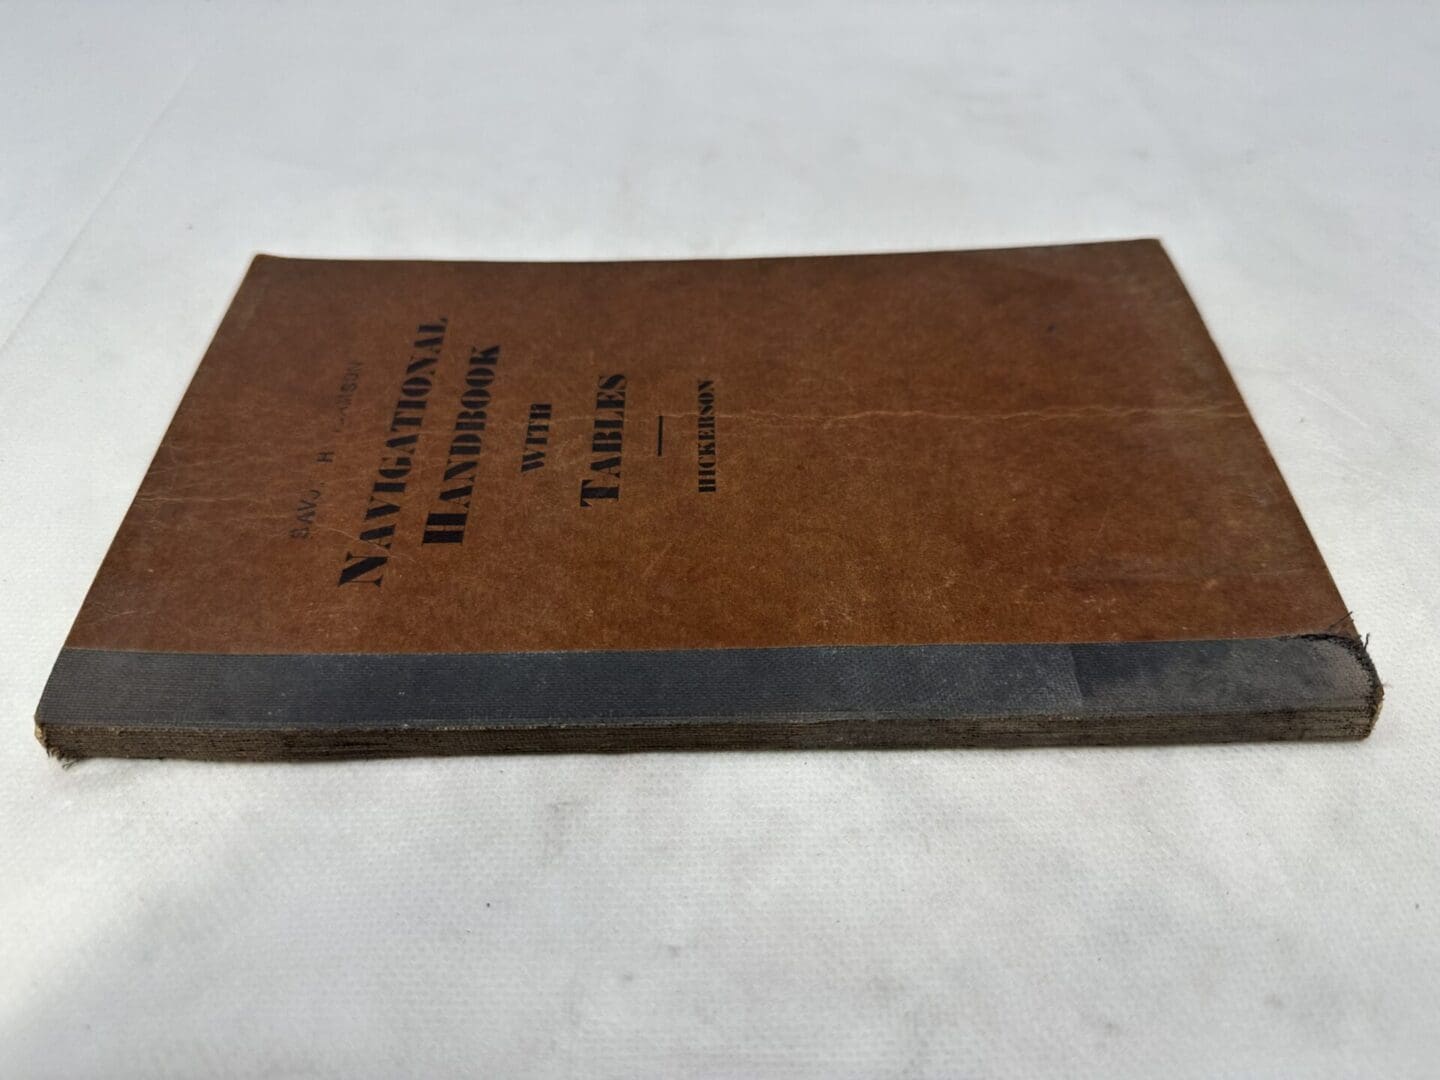 NAVIGATIONAL
HANDBOOK
WITH
TABLES
HICKERSON